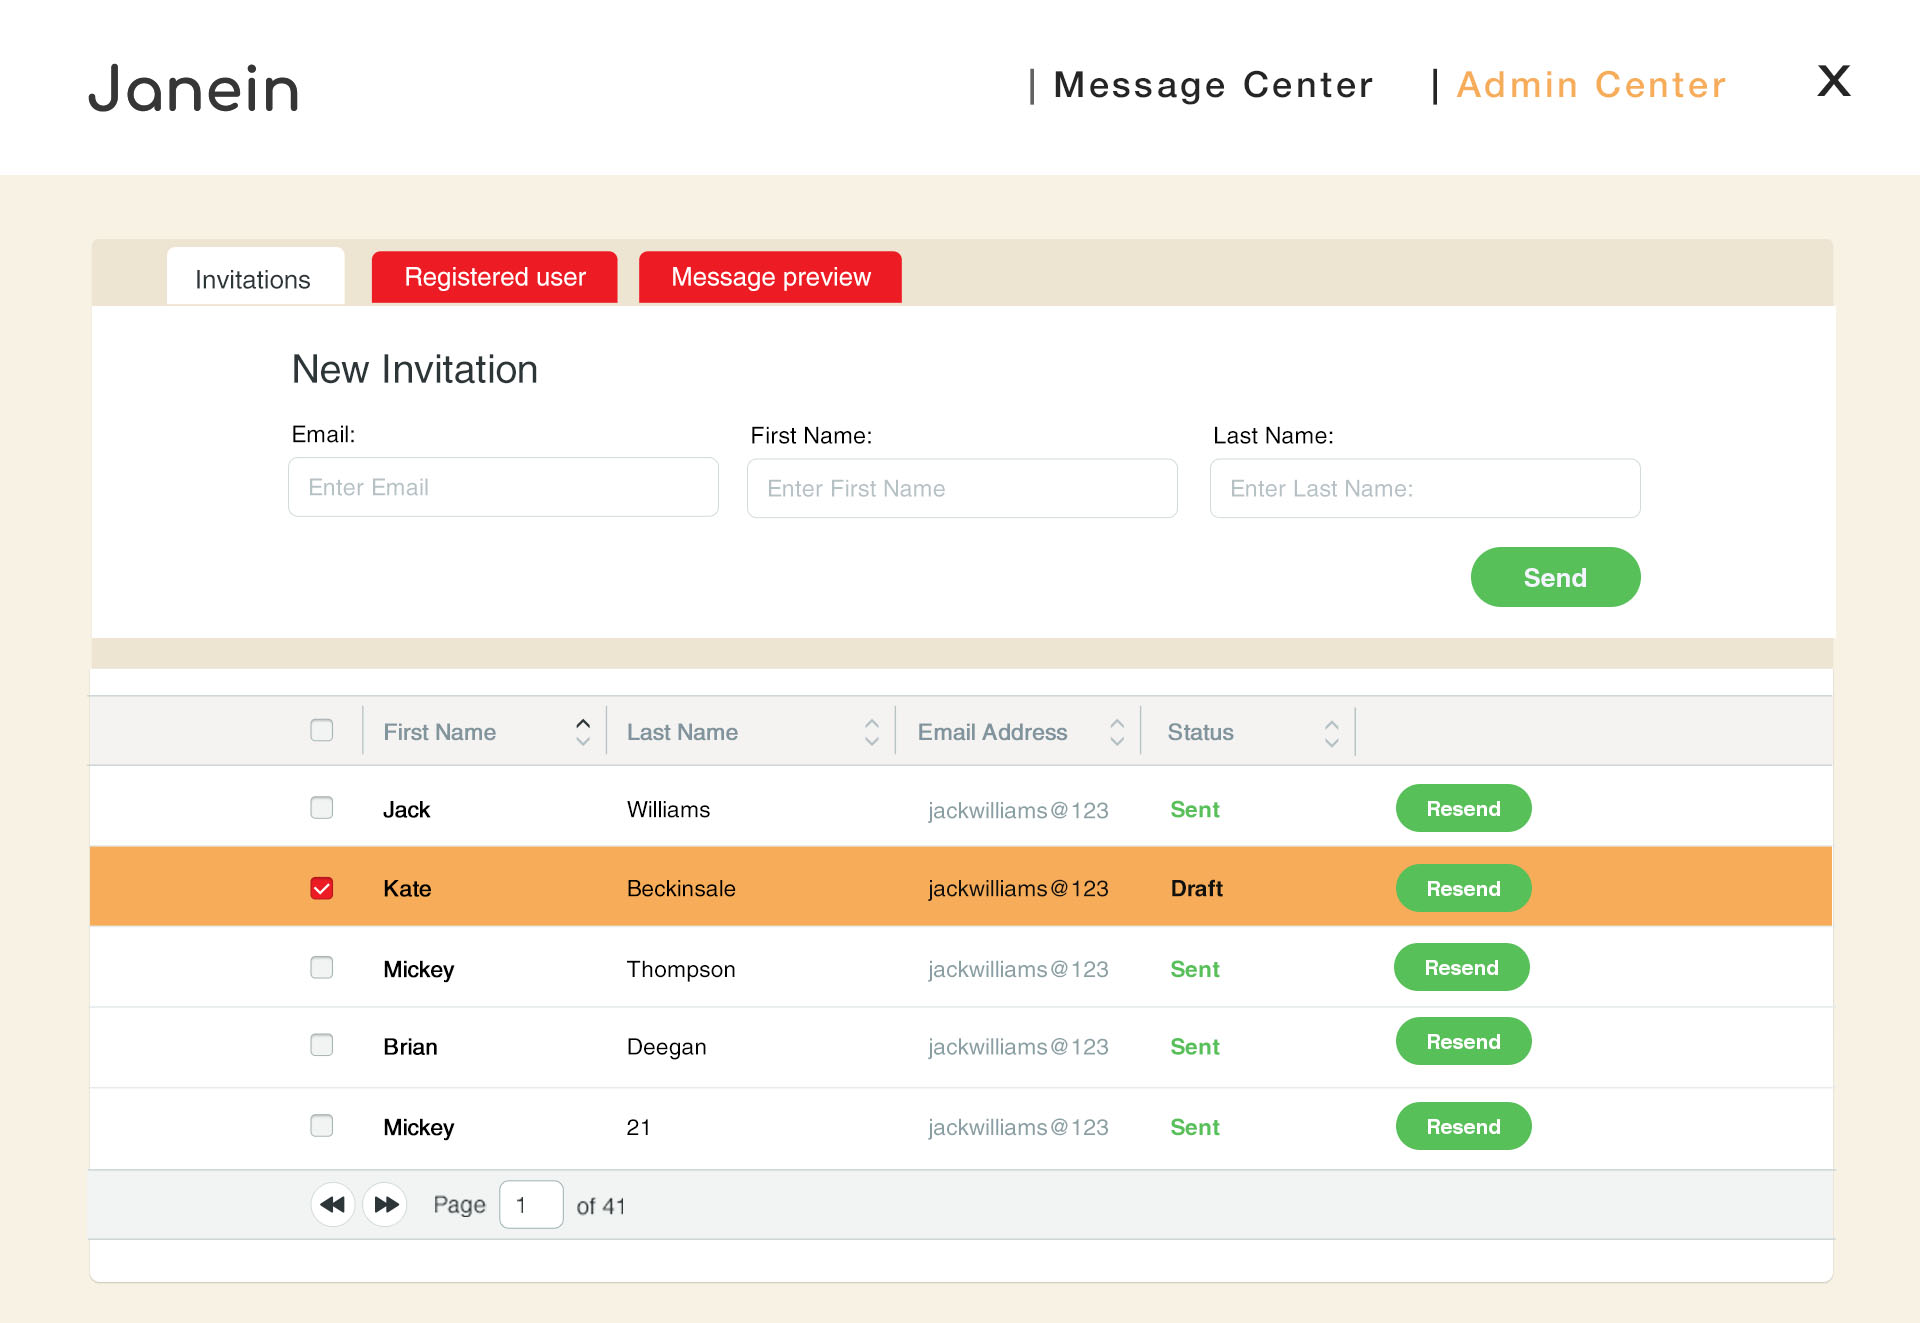 Janein
| Message Center | Admin Center X
Invitations Registered user Message preview
New Invitation
Email: First Name: Last Name:
Enter Email Enter First Name Enter Last Name:
Send
First Name Last Name Email Address Status
Jack Williams jackwilliams@123 Sent Resend
Kate Beckinsale jackwilliams@123 Draft Resend
Mickey Thompson jackwilliams@123 Sent Resend
Brian Deegan jackwilliams@123 Sent Resend
Mickey 21 jackwilliams@123 Sent Resend
Page 1 of 41